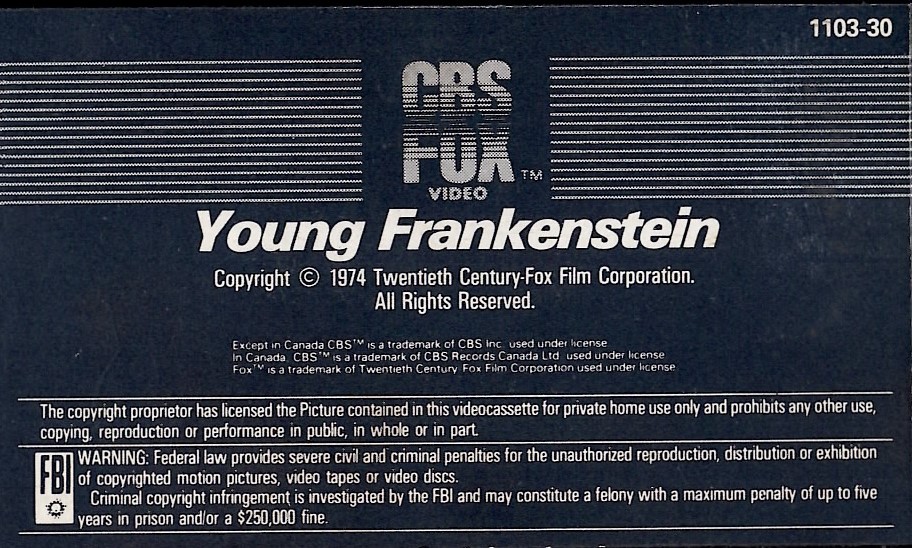 1103-30
CBS
FOX TM
VIDEO
Young Frankenstein
Copyright © 1974 Twentieth Century-Fox Film Corporation.
All Rights Reserved.
Except in Canada CBS™ is a trademark of CBS Inc. used under license
In Canada, CBS™ is a trademark of CBS Records Canada Ltd used under license
Fox™ is a trademark of Twentieth Century Fox Film Corporation used under license
The copyright proprietor has licensed the Picture contained in this videocassette for private home use only and prohibits any other use,
copying, reproduction or performance in public, in whole or in part.
FBI WARNING: Federal law provides severe civil and criminal penalties for the unauthorized reproduction, distribution or exhibition
of copyrighted motion pictures, video tapes or video discs.
Criminal copyright infringement is investigated by the FBI and may constitute a felony with a maximum penalty of up to five
years in prison and/or a $250,000 fine.